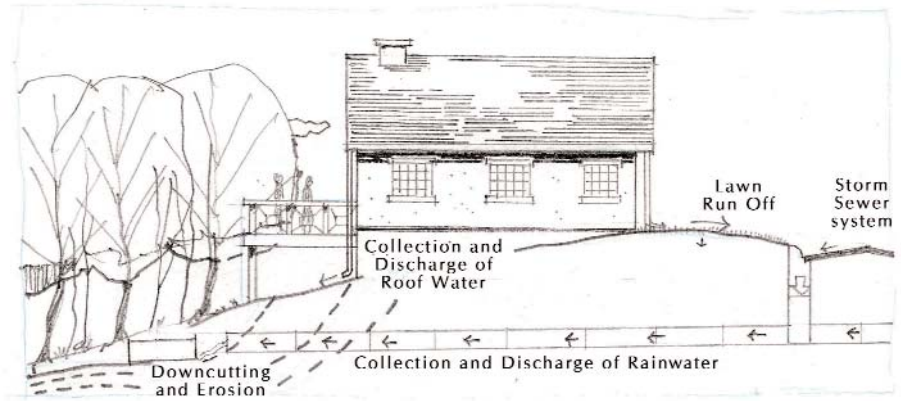 Lawn
Run Off
Storm
Sewer
system
Collection and
Discharge of
Roof Water
Collection and Discharge of Rainwater
Downcutting
and Erosion